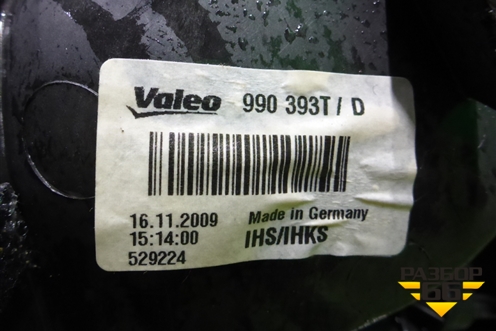 Valeo 990 393T / D
16.11.2009 Made in Germany
15:14:00 IHS/IHKS
529224
РАЗБОР
66